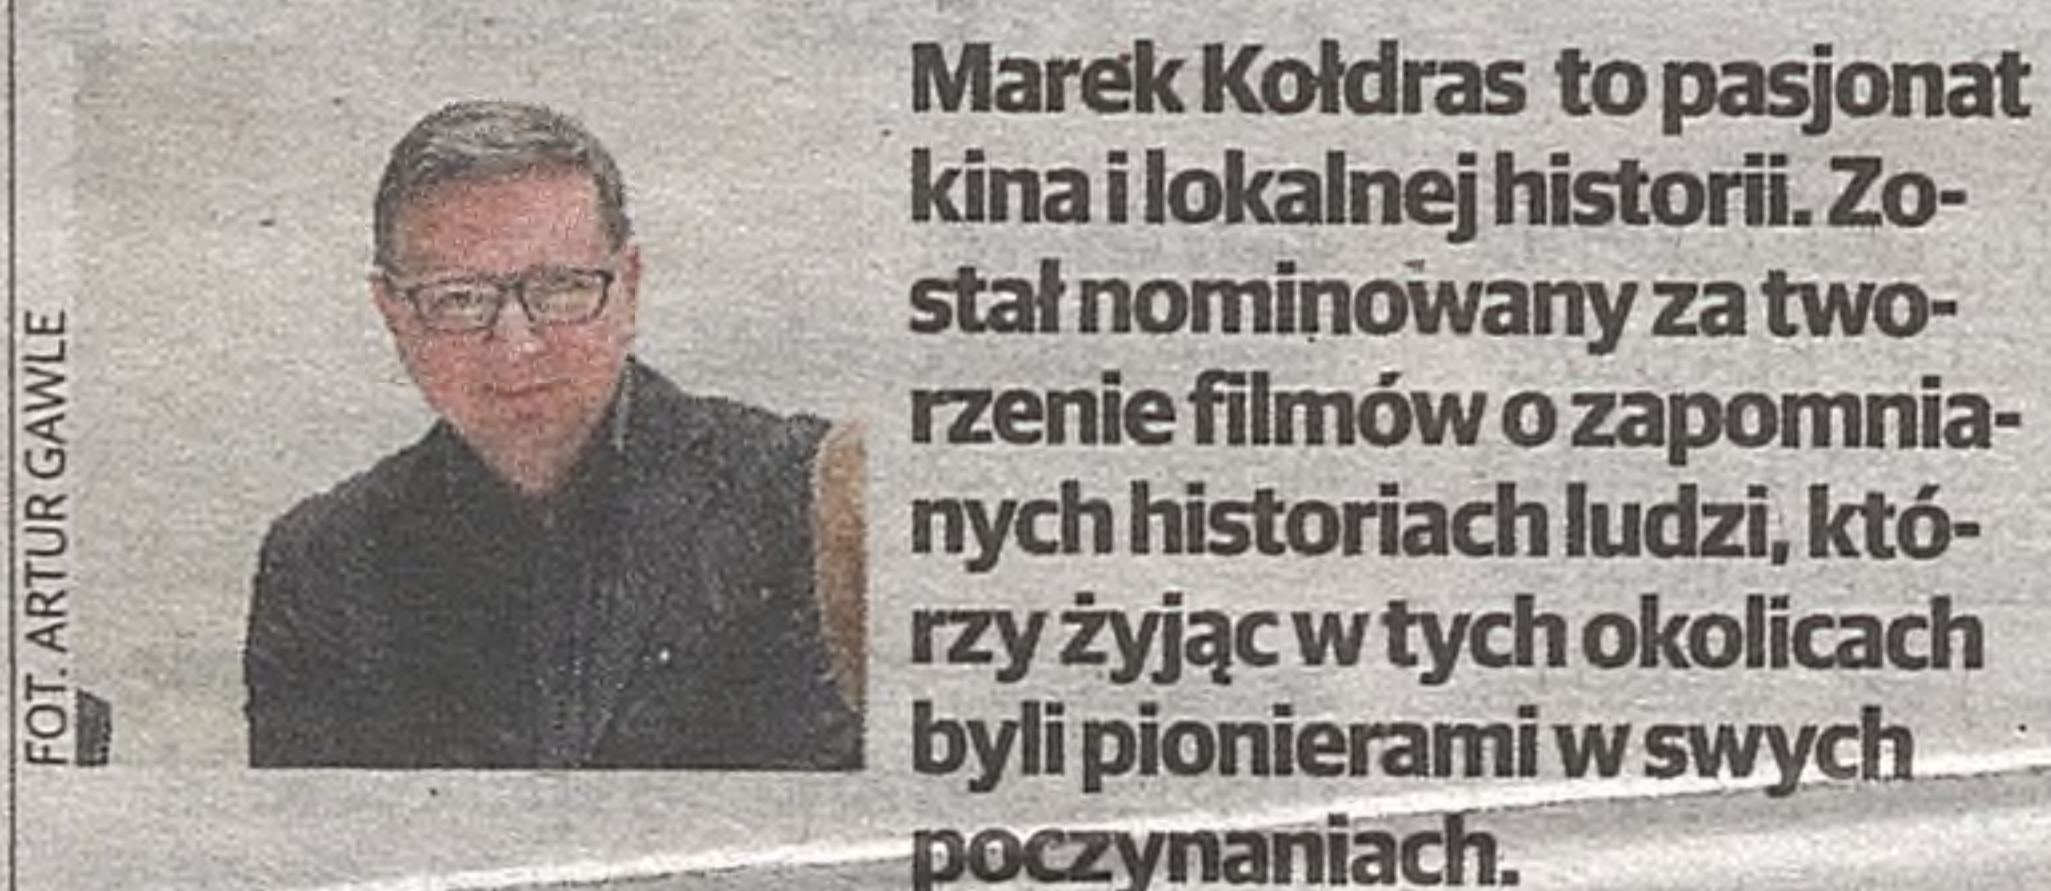 FOT. ARTUR GAWLE
Marek Kołdras to pasjonat
kina i lokalnej historii. Zo-
stał nominowany za two-
rzenie filmów o zapomnia-
nych historiach ludzi, któ-
rzy żyjąc w tych okolicach
byli pionierami w swych
poczynaniach.